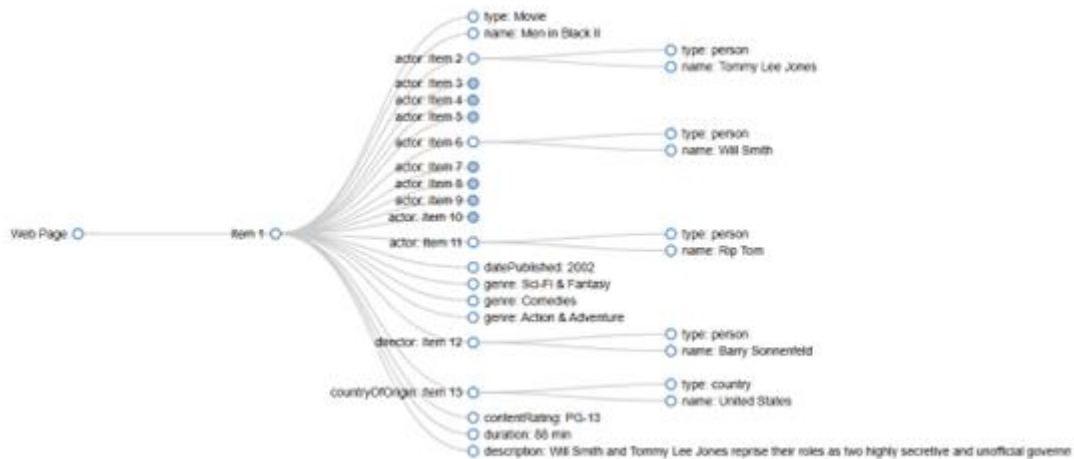 type: Movie
name: Men in Black II
actor: Item 2
type: person
name: Tommy Lee Jones
actor: Item 3
actor: Item 4
actor: Item 5
actor: Item 6
type: person
name: Will Smith
actor: Item 7
actor: Item 8
actor: Item 9
actor: Item 10
Web Page
Item 1
actor: Item 11
type: person
name: Rip Torn
datePublished: 2002
genre: Sci-Fi & Fantasy
genre: Comedies
genre: Action & Adventure
director: Item 12
type: person
name: Barry Sonnenfeld
countryOfOrigin: Item 13
type: country
name: United States
contentRating: PG-13
duration: 88 min
description: Will Smith and Tommy Lee Jones reprise their roles as two highly secretive and unofficial governm